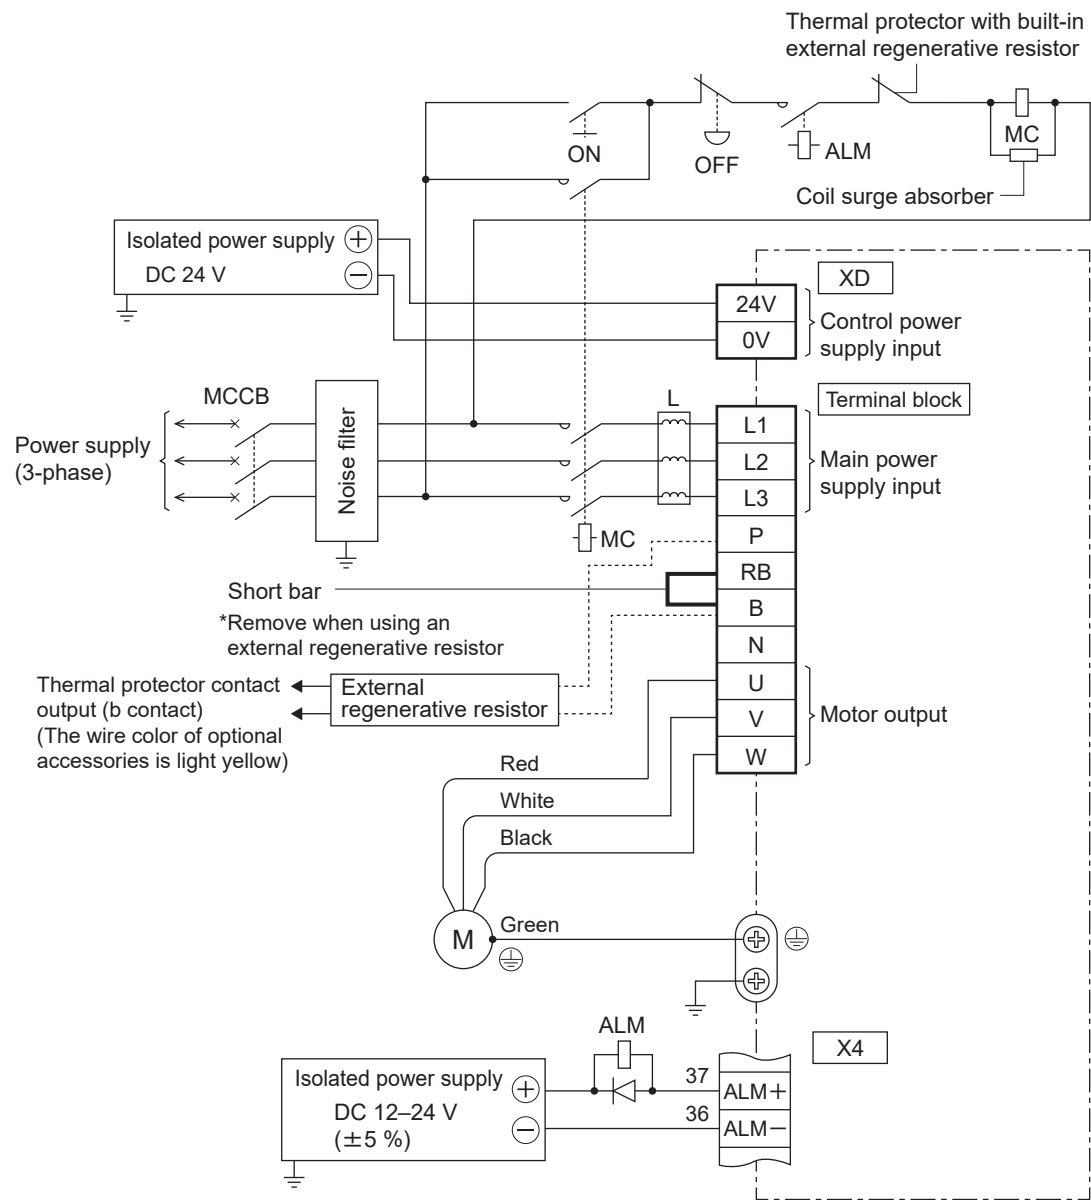 Thermal protector with built-in
external regenerative resistor
ON
OFF
ALM
MC
Coil surge absorber
Isolated power supply +
DC 24 V −
XD
24V
0V
Control power
supply input
MCCB
Power supply
(3-phase)
Noise filter
L
MC
Terminal block
L1
L2
L3
Main power
supply input
P
RB
B
N
U
V
W
Motor output
Short bar
*Remove when using an
external regenerative resistor
Thermal protector contact
output (b contact)
(The wire color of optional
accessories is light yellow)
External
regenerative resistor
Red
White
Black
M
Green
ALM
X4
Isolated power supply +
DC 12–24 V
(±5 %) −
37
ALM+
36
ALM−